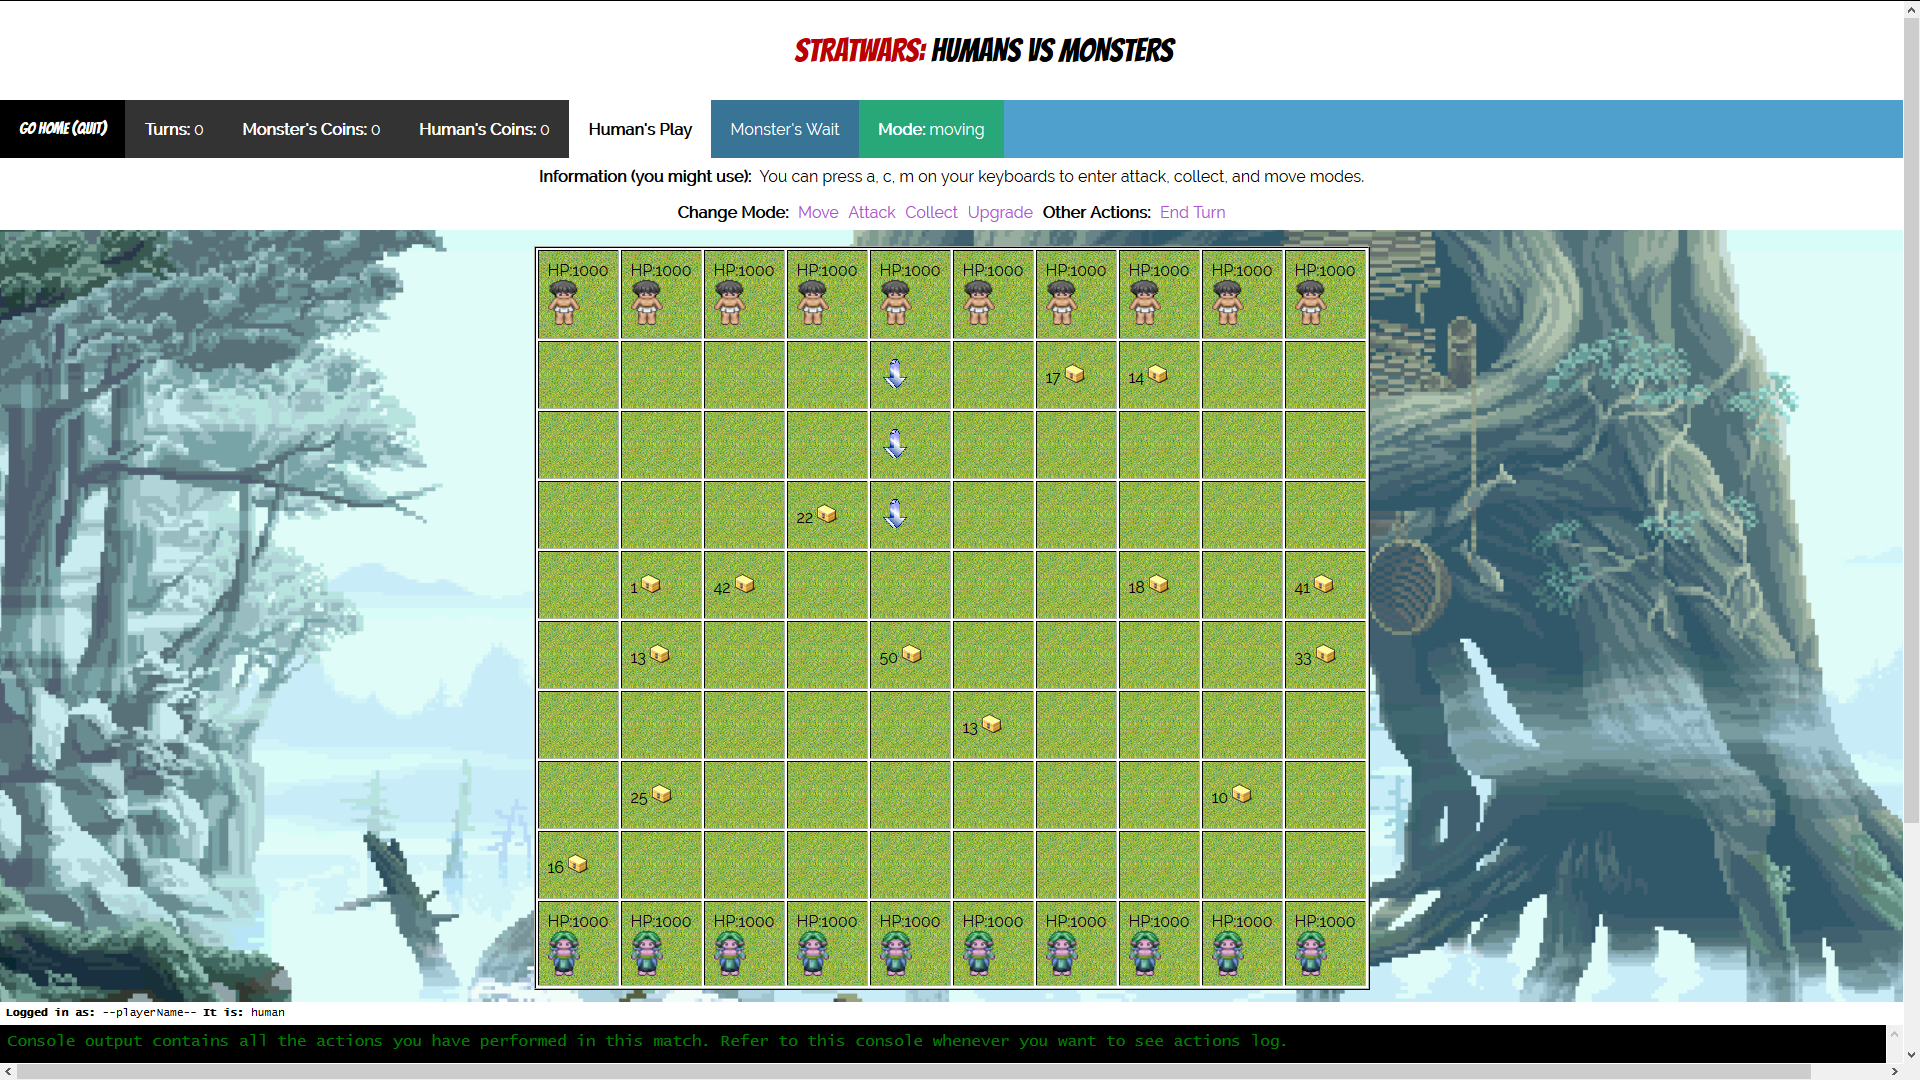 STRATWARS: HUMANS VS MONSTERS
GO HOME (QUIT) Turns: 0 Monster's Coins: 0 Human's Coins: 0 Human's Play Monster's Wait Mode: moving
Information (you might use): You can press a, c, m on your keyboards to enter attack, collect, and move modes.
Change Mode: Move Attack Collect Upgrade Other Actions: End Turn
HP:1000 HP:1000 HP:1000 HP:1000 HP:1000 HP:1000 HP:1000 HP:1000 HP:1000 HP:1000
17 14
22
1 42 18 41
13 50 33
13
25 10
16
HP:1000 HP:1000 HP:1000 HP:1000 HP:1000 HP:1000 HP:1000 HP:1000 HP:1000 HP:1000
Logged in as: --playerName-- It is: human
Console output contains all the actions you have performed in this match. Refer to this console whenever you want to see actions log.